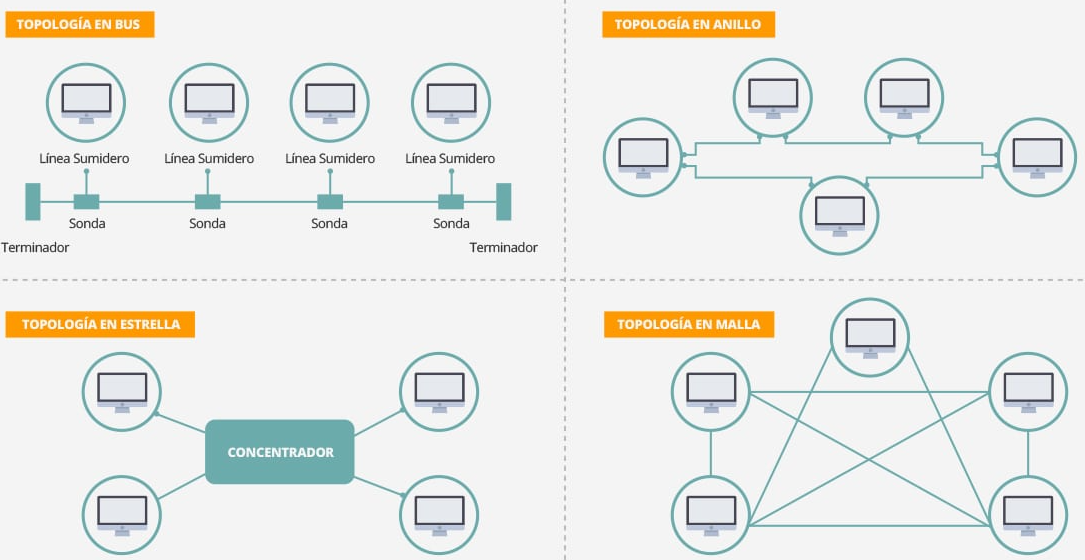 TOPOLOGÍA EN BUS
Línea Sumidero
Línea Sumidero
Línea Sumidero
Línea Sumidero
Sonda
Sonda
Sonda
Sonda
Terminador
Terminador
TOPOLOGÍA EN ANILLO
TOPOLOGÍA EN ESTRELLA
CONCENTRADOR
TOPOLOGÍA EN MALLA